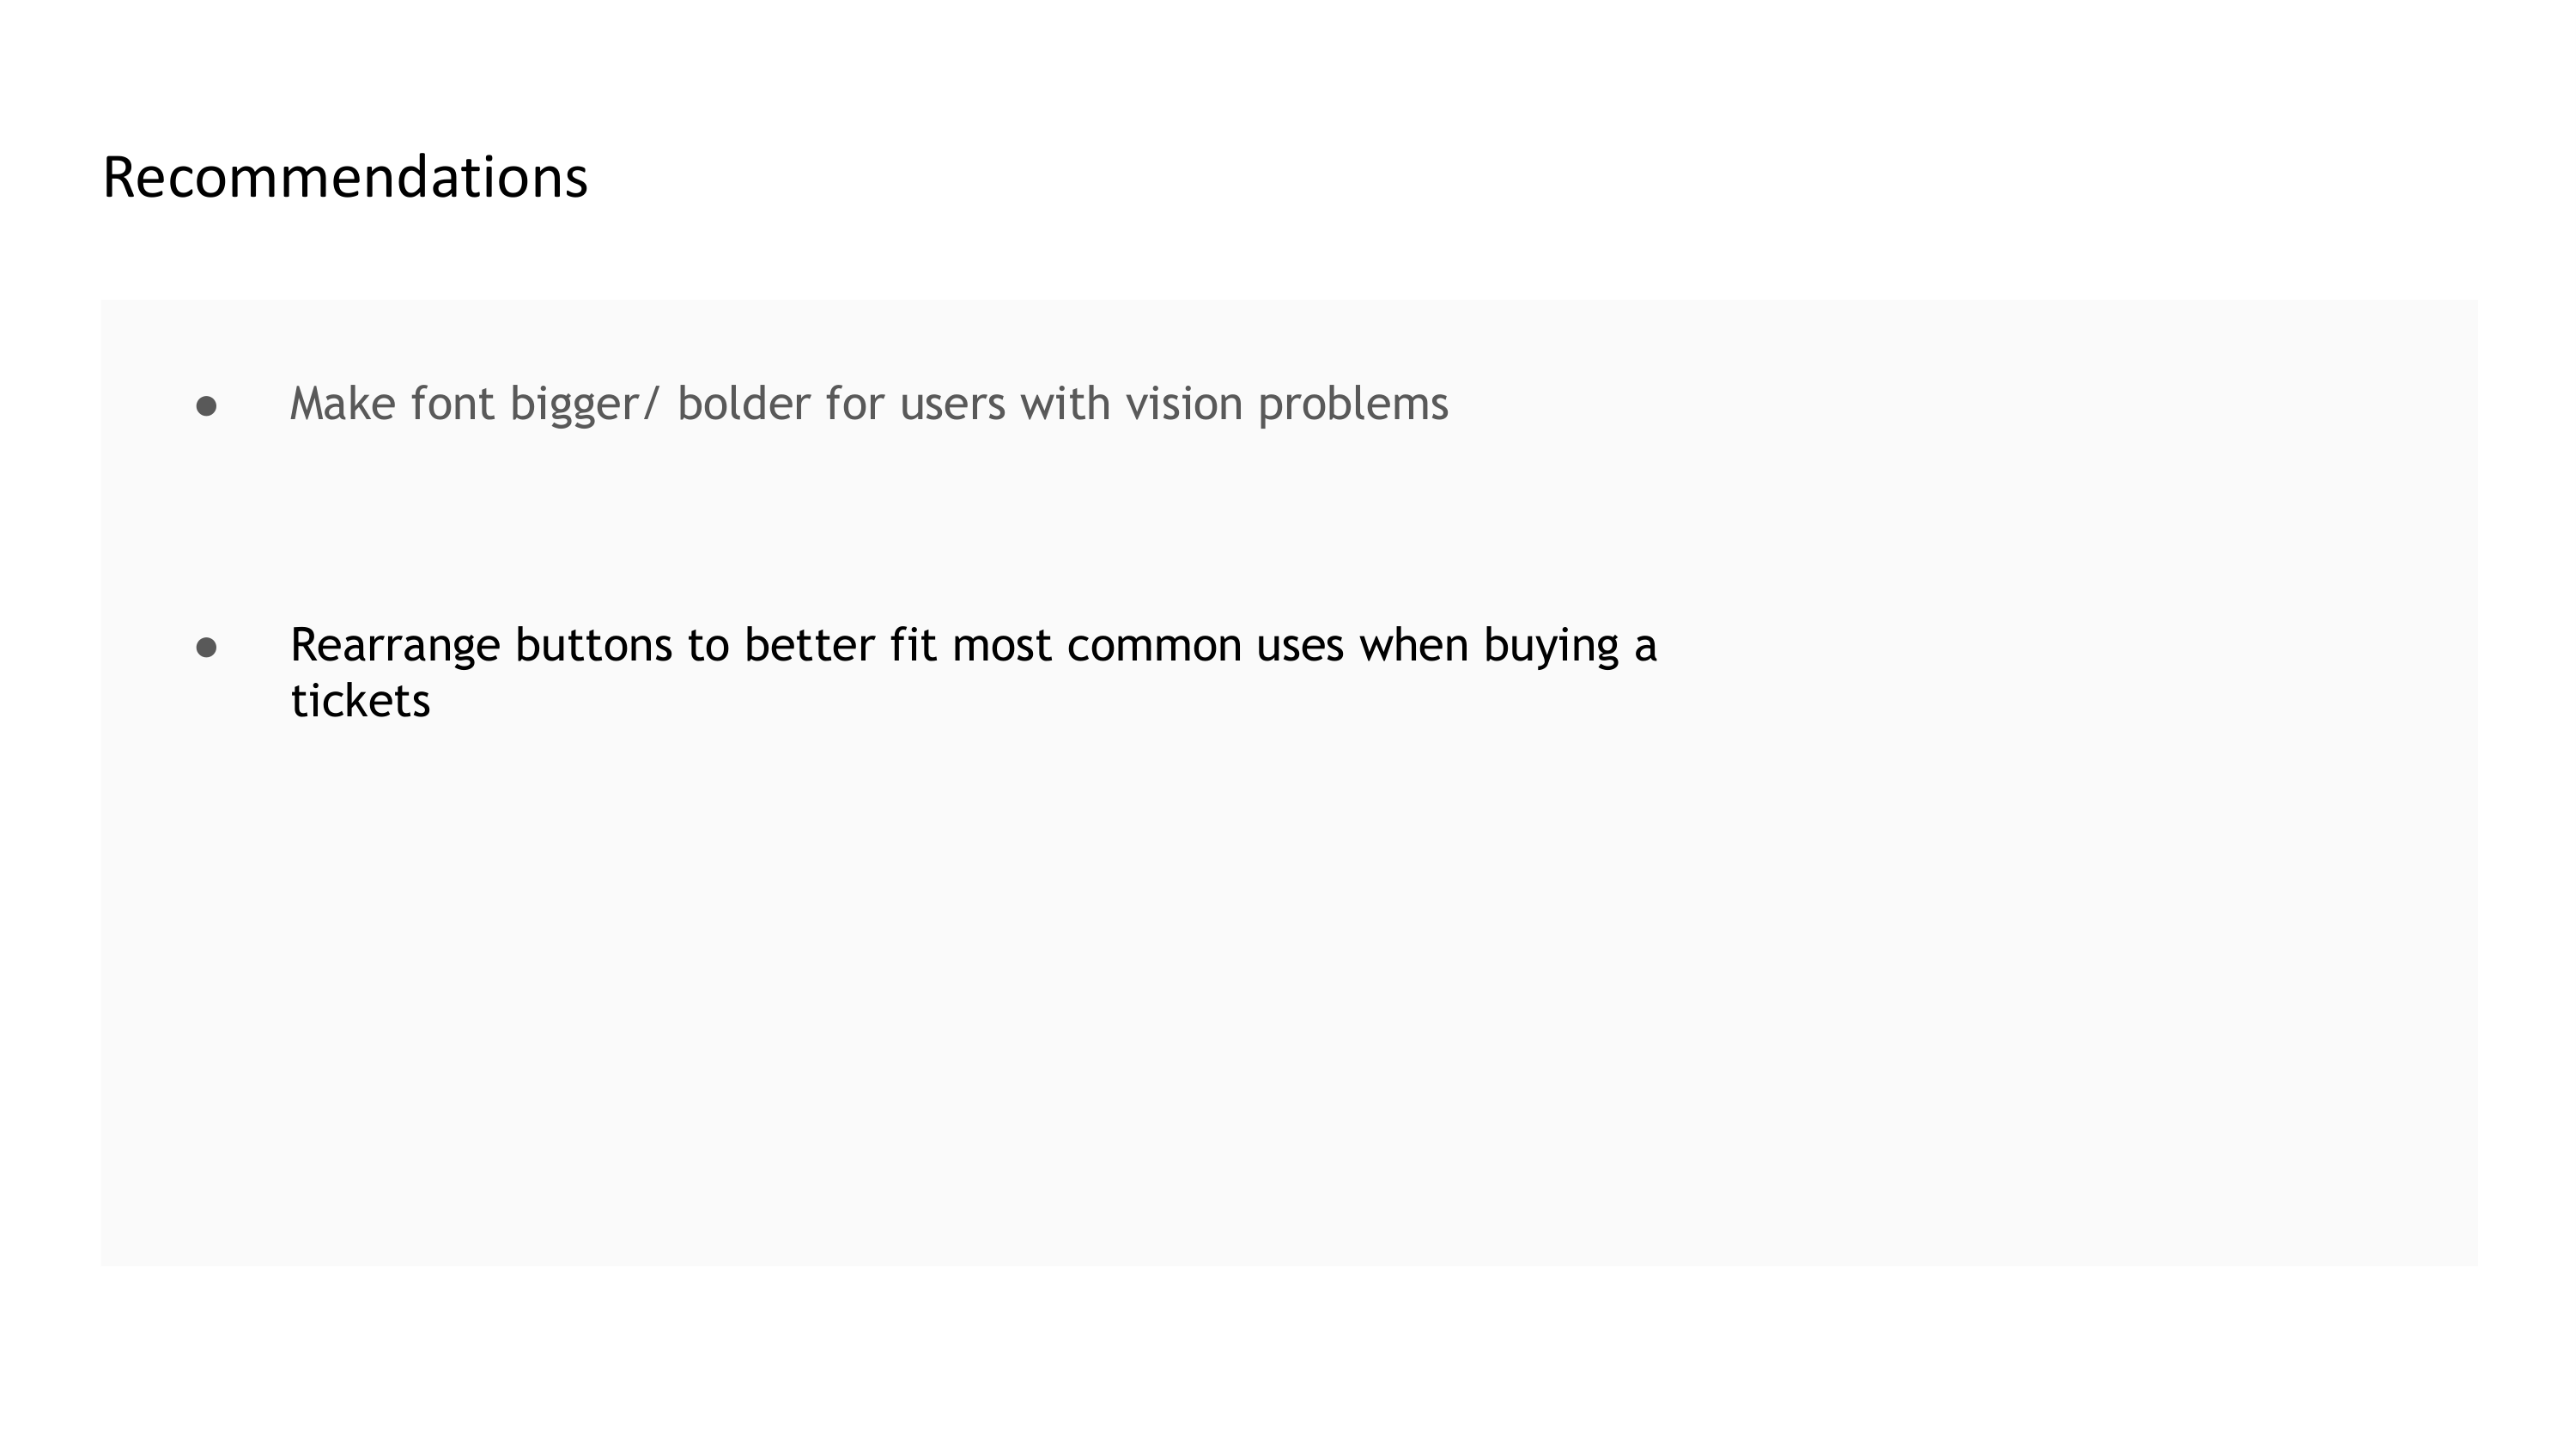 Recommendations
● Make font bigger/ bolder for users with vision problems
● Rearrange buttons to better fit most common uses when buying a
tickets